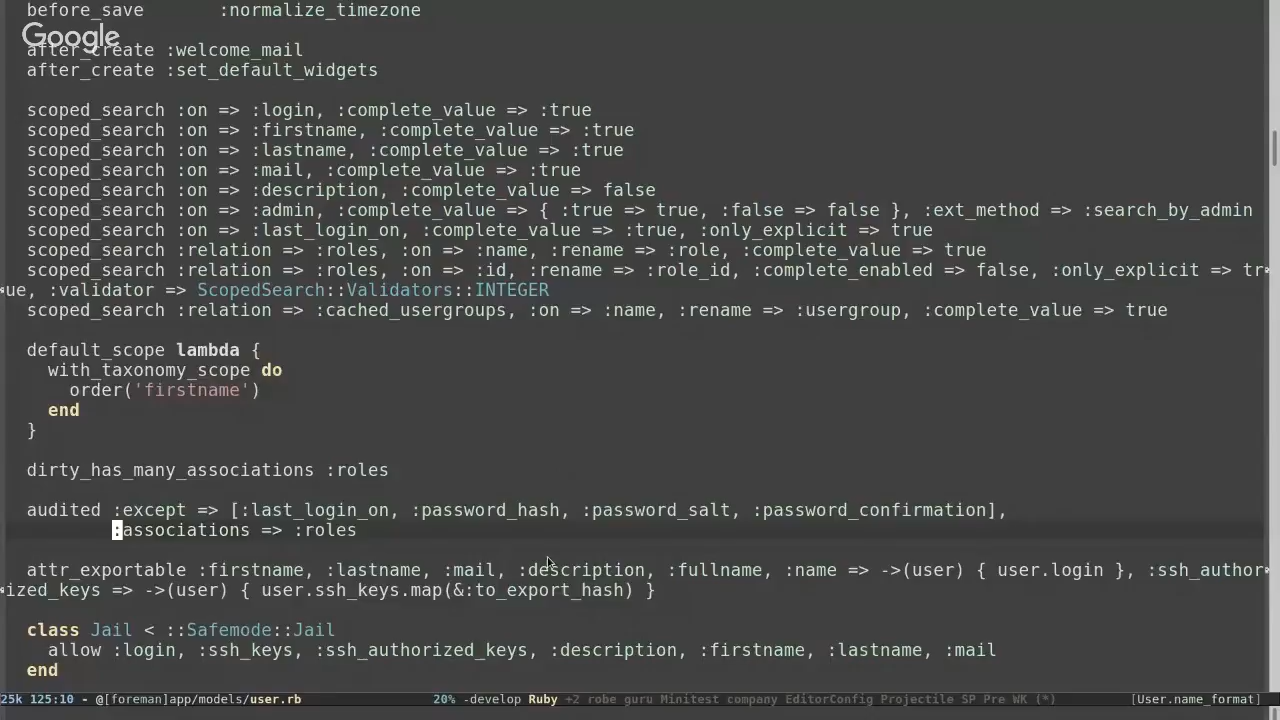 before_save       :normalize_timezone
Google
after_create :welcome_mail
after_create :set_default_widgets
scoped_search :on => :login, :complete_value => :true
scoped_search :on => :firstname, :complete_value => :true
scoped_search :on => :lastname, :complete_value => :true
scoped_search :on => :mail, :complete_value => :true
scoped_search :on => :description, :complete_value => false
scoped_search :on => :admin, :complete_value => { :true => true, :false => false }, :ext_method => :search_by_admin
scoped_search :on => :last_login_on, :complete_value => :true, :only_explicit => true
scoped_search :relation => :roles, :on => :name, :rename => :role, :complete_value => true
scoped_search :relation => :roles, :on => :id, :rename => :role_id, :complete_enabled => false, :only_explicit => tr
ue, :validator => ScopedSearch::Validators::INTEGER
scoped_search :relation => :cached_usergroups, :on => :name, :rename => :usergroup, :complete_value => true
default_scope lambda {
  with_taxonomy_scope do
    order('firstname')
  end
}
dirty_has_many_associations :roles
audited :except => [:last_login_on, :password_hash, :password_salt, :password_confirmation],
        :associations => :roles
attr_exportable :firstname, :lastname, :mail, :description, :fullname, :name => ->(user) { user.login }, :ssh_author
ized_keys => ->(user) { user.ssh_keys.map(&:to_export_hash) }
class Jail < ::Safemode::Jail
  allow :login, :ssh_keys, :ssh_authorized_keys, :description, :firstname, :lastname, :mail
end
25k 125:10 - @[foreman]app/models/user.rb 20% -develop Ruby +2 robe guru Minitest company EditorConfig Projectile SP Pre WK (*) [User.name_format]